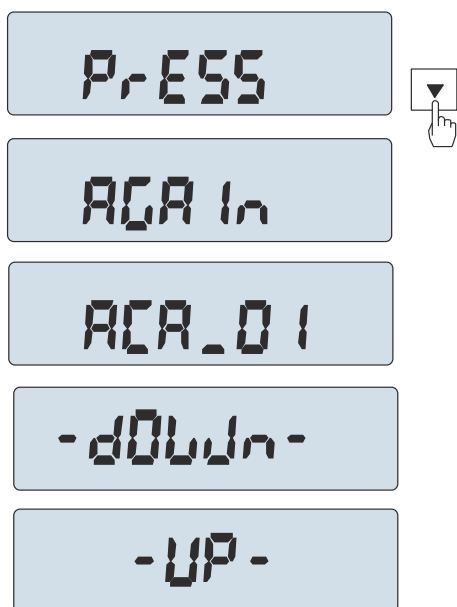 PrESS
AGAIn
ACA_01
-dOWn-
-UP-